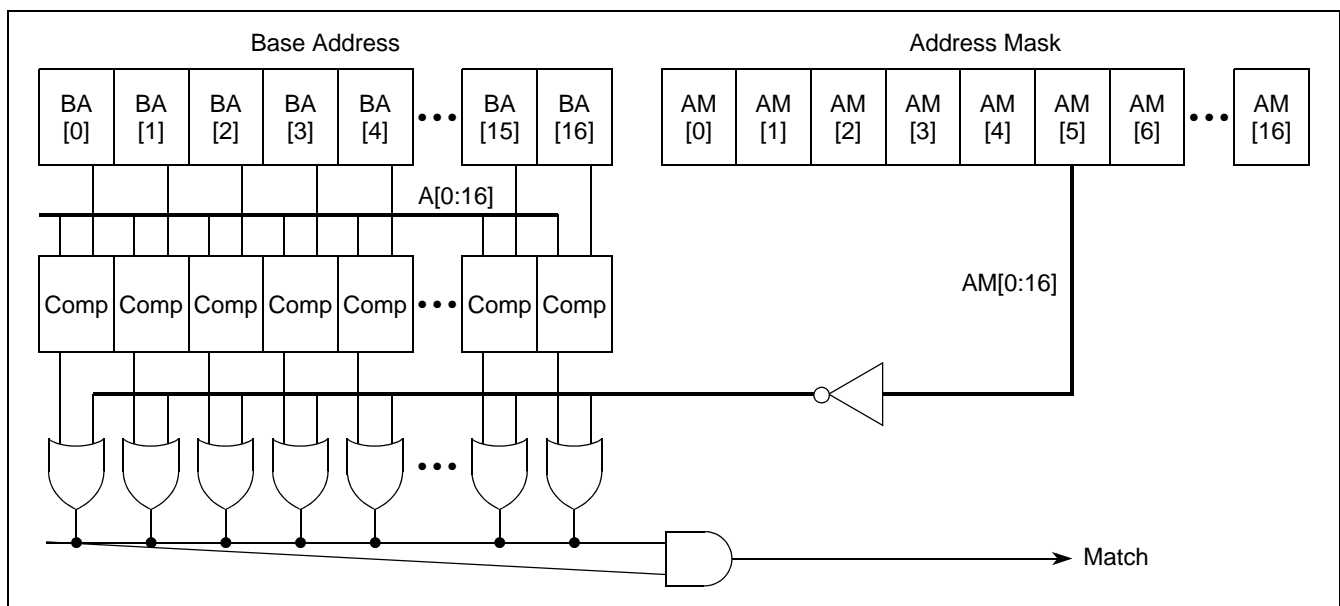 Base Address
Address Mask
BA [0]
BA [1]
BA [2]
BA [3]
BA [4]
•••
BA [15]
BA [16]
AM [0]
AM [1]
AM [2]
AM [3]
AM [4]
AM [5]
AM [6]
•••
AM [16]
A[0:16]
Comp
Comp
Comp
Comp
Comp
•••
Comp
Comp
AM[0:16]
•••
Match